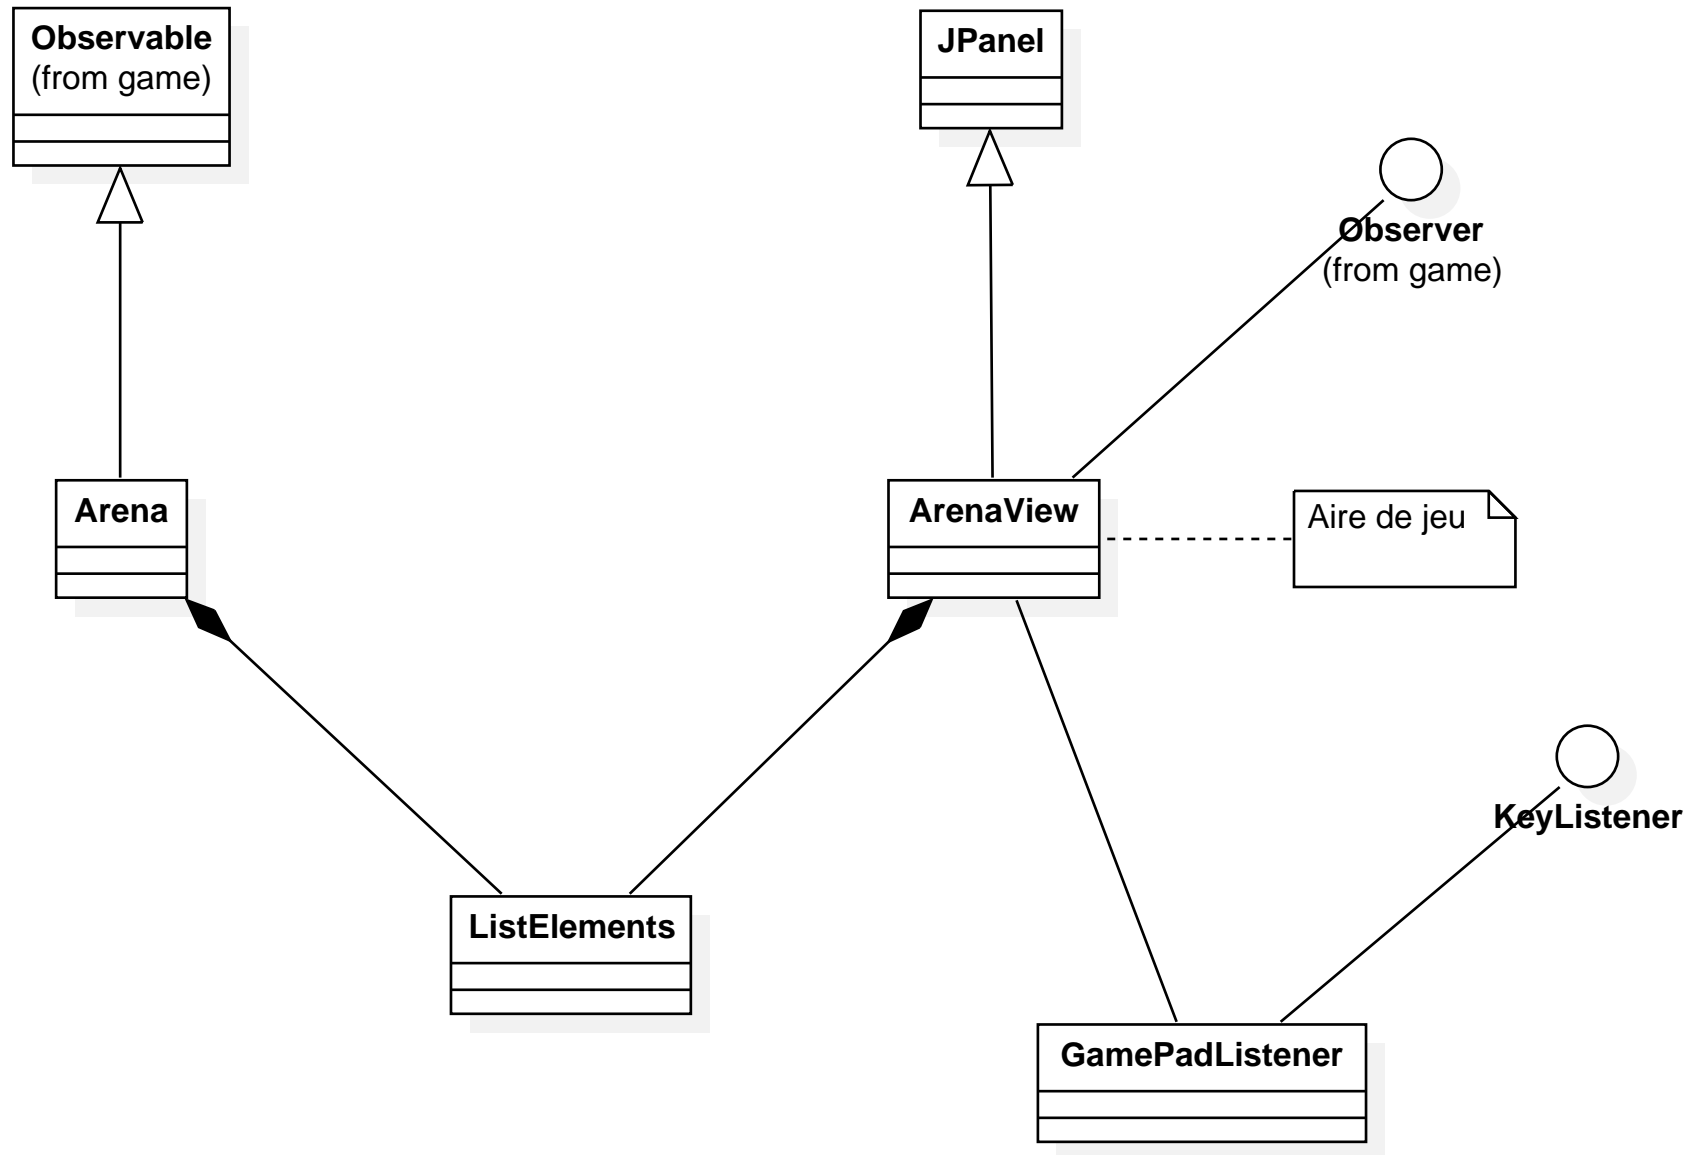 Observable
(from game)
JPanel
Observer
(from game)
Arena
ArenaView
Aire de jeu
KeyListener
ListElements
GamePadListener